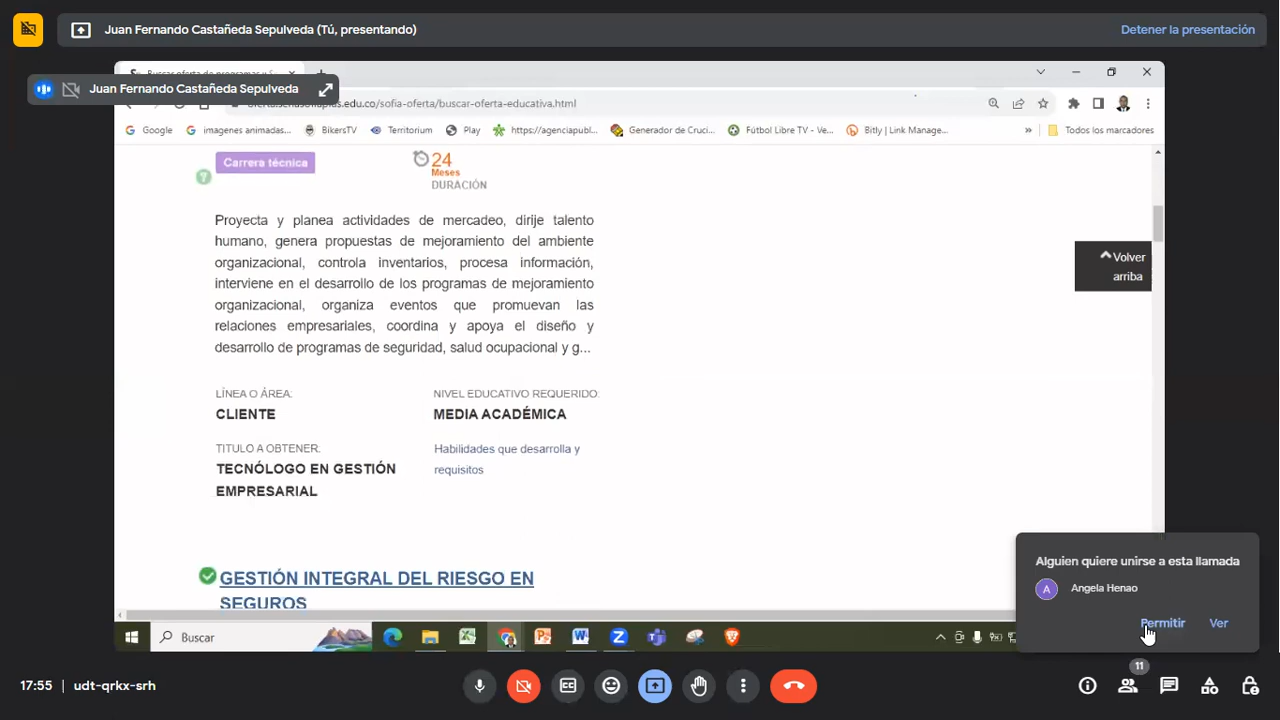 Juan Fernando Castañeda Sepulveda (Tú, presentando)
Detener la presentación
Juan Fernando Castañeda Sepulveda
ofertasenasofiaplus.edu.co/sofia-oferta/buscar-oferta-educativa.html
Google
imagenes animadas...
BikersTV
Territorium
Play
https://agenciapubl...
Generador de Cruci...
Fútbol Libre TV - Ve...
Bitly | Link Manage...
»
Todos los marcadores
Carrera técnica
24
Meses
DURACIÓN
?
Proyecta y planea actividades de mercadeo, dirije talento
humano, genera propuestas de mejoramiento del ambiente
organizacional, controla inventarios, procesa información,
interviene en el desarrollo de los programas de mejoramiento
organizacional, organiza eventos que promuevan las
relaciones empresariales, coordina y apoya el diseño y
desarrollo de programas de seguridad, salud ocupacional y g...
Volver
arriba
LÍNEA O ÁREA:
CLIENTE
NIVEL EDUCATIVO REQUERIDO:
MEDIA ACADÉMICA
TITULO A OBTENER:
TECNÓLOGO EN GESTIÓN
EMPRESARIAL
Habilidades que desarrolla y
requisitos
GESTIÓN INTEGRAL DEL RIESGO EN
SEGUROS
Alguien quiere unirse a esta llamada
A
Angela Henao
Permitir
Ver
Buscar
11
17:55 | udt-qrkx-srh